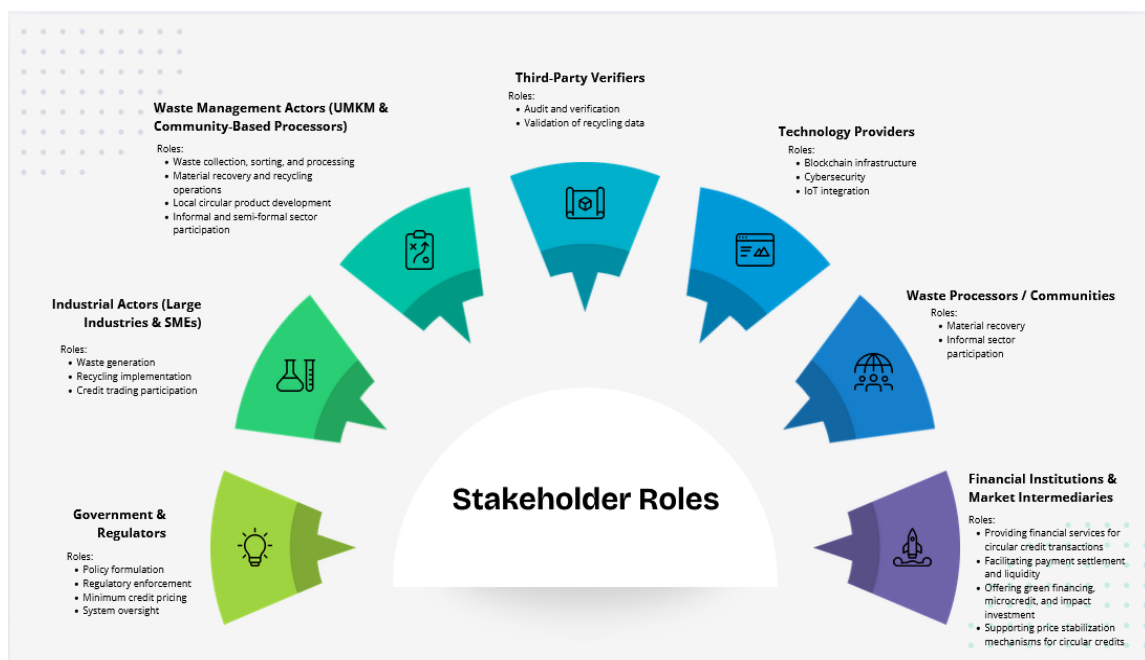 Third-Party Verifiers
Roles:
• Audit and verification
• Validation of recycling data
Waste Management Actors (UMKM &
Community-Based Processors)
Roles:
• Waste collection, sorting, and processing
• Material recovery and recycling
operations
• Local circular product development
• Informal and semi-formal sector
participation
Technology Providers
Roles:
• Blockchain infrastructure
• Cybersecurity
• IoT integration
Industrial Actors (Large
Industries & SMEs)
Roles:
• Waste generation
• Recycling implementation
• Credit trading participation
Waste Processors / Communities
Roles:
• Material recovery
• Informal sector
participation
Government &
Regulators
Roles:
• Policy formulation
• Regulatory enforcement
• Minimum credit pricing
• System oversight
Stakeholder Roles
Financial Institutions &
Market Intermediaries
Roles:
• Providing financial services for
circular credit transactions
• Facilitating payment settlement
and liquidity
• Offering green financing,
microcredit, and impact
investment
• Supporting price stabilization
mechanisms for circular credits